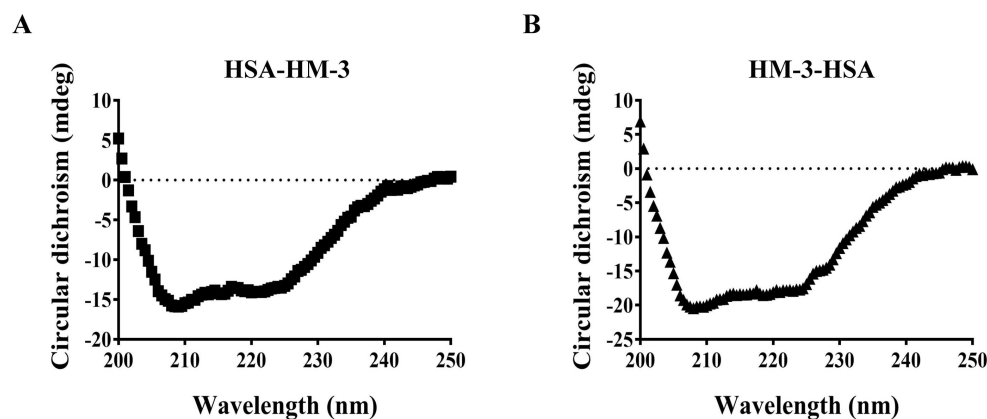 A
B
HSA-HM-3
HM-3-HSA
Circular dichroism (mdeg)
10
5
0
-5
-10
-15
-20
200 210 220 230 240 250
Wavelength (nm)
Circular dichroism (mdeg)
10
5
0
-5
-10
-15
-20
-25
200 210 220 230 240 250
Wavelength (nm)